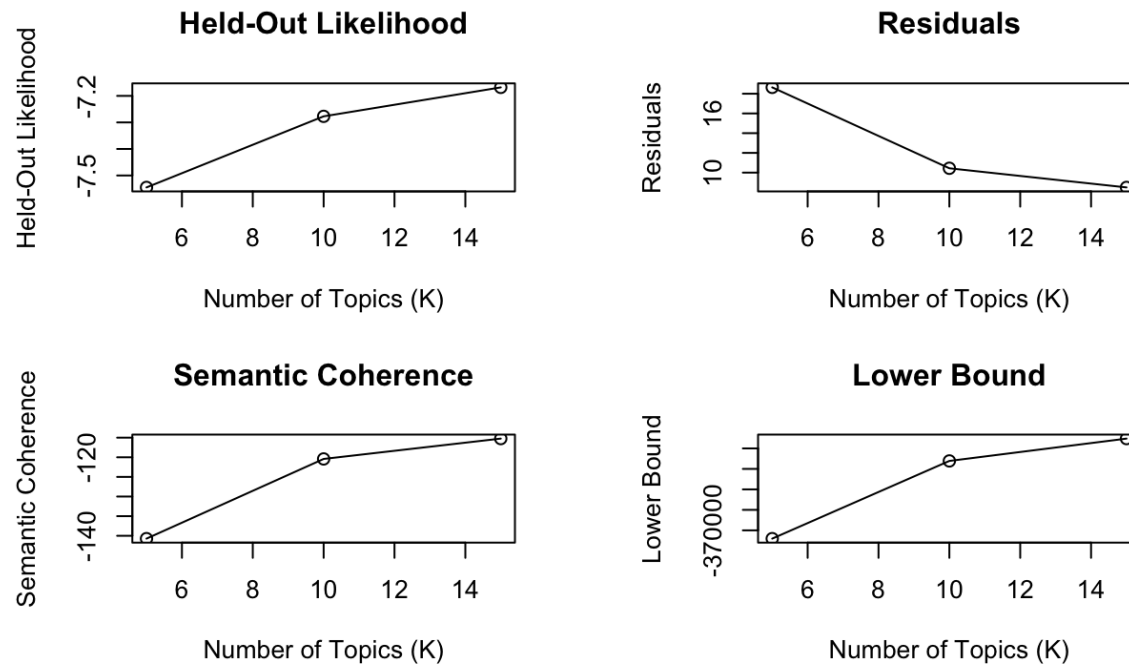 Held-Out Likelihood
Held-Out Likelihood
-7.2
-7.5
6 8 10 12 14
Number of Topics (K)
Residuals
Residuals
16
10
6 8 10 12 14
Number of Topics (K)
Semantic Coherence
Semantic Coherence
-120
-140
6 8 10 12 14
Number of Topics (K)
Lower Bound
Lower Bound
-370000
6 8 10 12 14
Number of Topics (K)